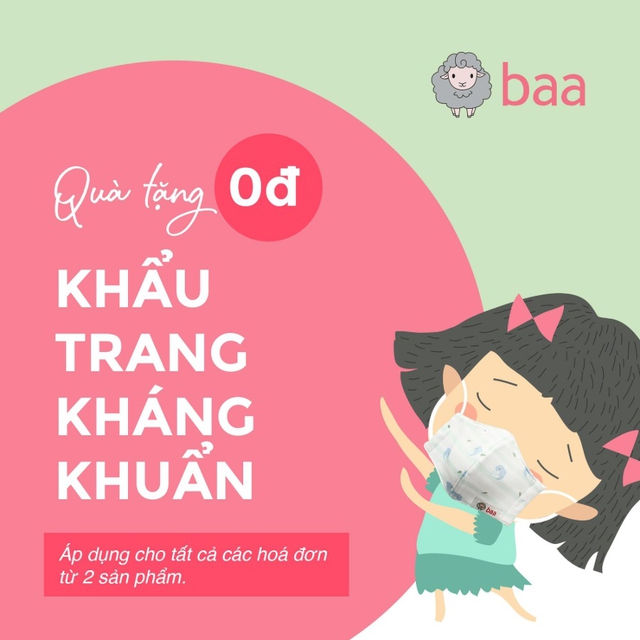 baa
Quà tặng 0đ
KHẨU
TRANG
KHÁNG
KHUẨN
Áp dụng cho tất cả các hoá đơn
từ 2 sản phẩm.
baa